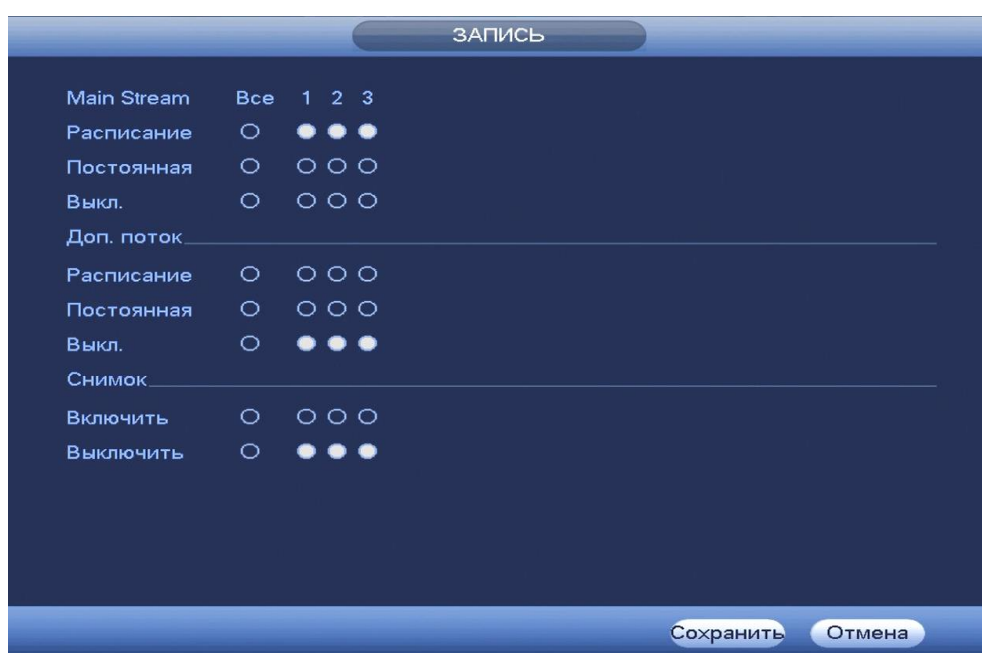 ЗАПИСЬ
Main Stream Все 1 2 3
Расписание
Постоянная
Выкл.
Доп. поток
Расписание
Постоянная
Выкл.
Снимок
Включить
Выключить
Сохранить Отмена